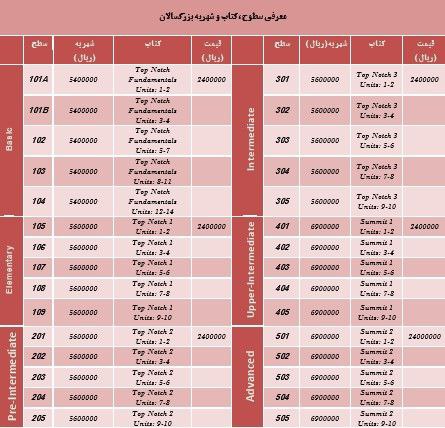 معرفی سطوح، کتاب و شهریه بزرگسالان
سطح شهریه (ریال) کتاب قیمت (ریال) سطح شهریه(ریال) کتاب قیمت (ریال)
Basic
101A 5400000 Top Notch Fundamentals Units: 1-2 2400000
101B 5400000 Top Notch Fundamentals Units: 3-4
102 5400000 Top Notch Fundamentals Units: 5-7
103 5400000 Top Notch Fundamentals Units: 8-11
104 5400000 Top Notch Fundamentals Units: 12-14
Elementary
105 5600000 Top Notch 1 Units: 1-2 2400000
106 5600000 Top Notch 1 Units: 3-4
107 5600000 Top Notch 1 Units: 5-6
108 5600000 Top Notch 1 Units: 7-8
109 5600000 Top Notch 1 Units: 9-10
Pre-Intermediate
201 5600000 Top Notch 2 Units: 1-2 2400000
202 5600000 Top Notch 2 Units: 3-4
203 5600000 Top Notch 2 Units: 5-6
204 5600000 Top Notch 2 Units: 7-8
205 5600000 Top Notch 2 Units: 9-10
Intermediate
301 5600000 Top Notch 3 Units: 1-2 2400000
302 5600000 Top Notch 3 Units: 3-4
303 5600000 Top Notch 3 Units: 5-6
304 5600000 Top Notch 3 Units: 7-8
305 5600000 Top Notch 3 Units: 9-10
Upper-Intermediate
401 6900000 Summit 1 Units: 1-2 2400000
402 6900000 Summit 1 Units: 3-4
403 6900000 Summit 1 Units: 5-6
404 6900000 Summit 1 Units: 7-8
405 6900000 Summit 1 Units: 9-10
Advanced
501 6900000 Summit 2 Units: 1-2 24000000
502 6900000 Summit 2 Units: 3-4
503 6900000 Summit 2 Units: 5-6
504 6900000 Summit 2 Units: 7-8
505 6900000 Summit 2 Units: 9-10